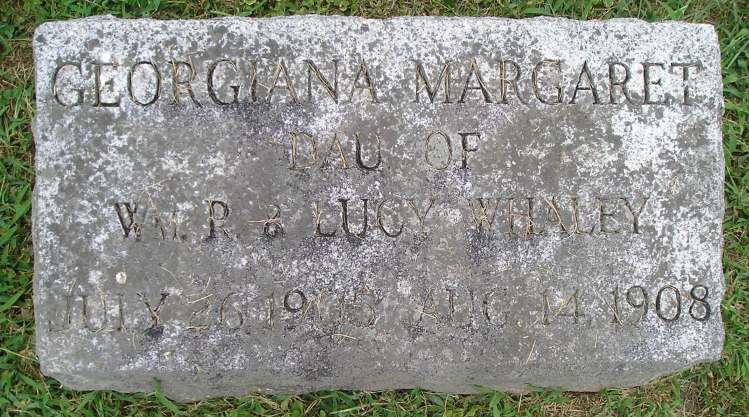 GEORGIANA MARGARET
DAU OF
WM. R. & LUCY WHALEY
JULY 26, AUG. 14, 1908